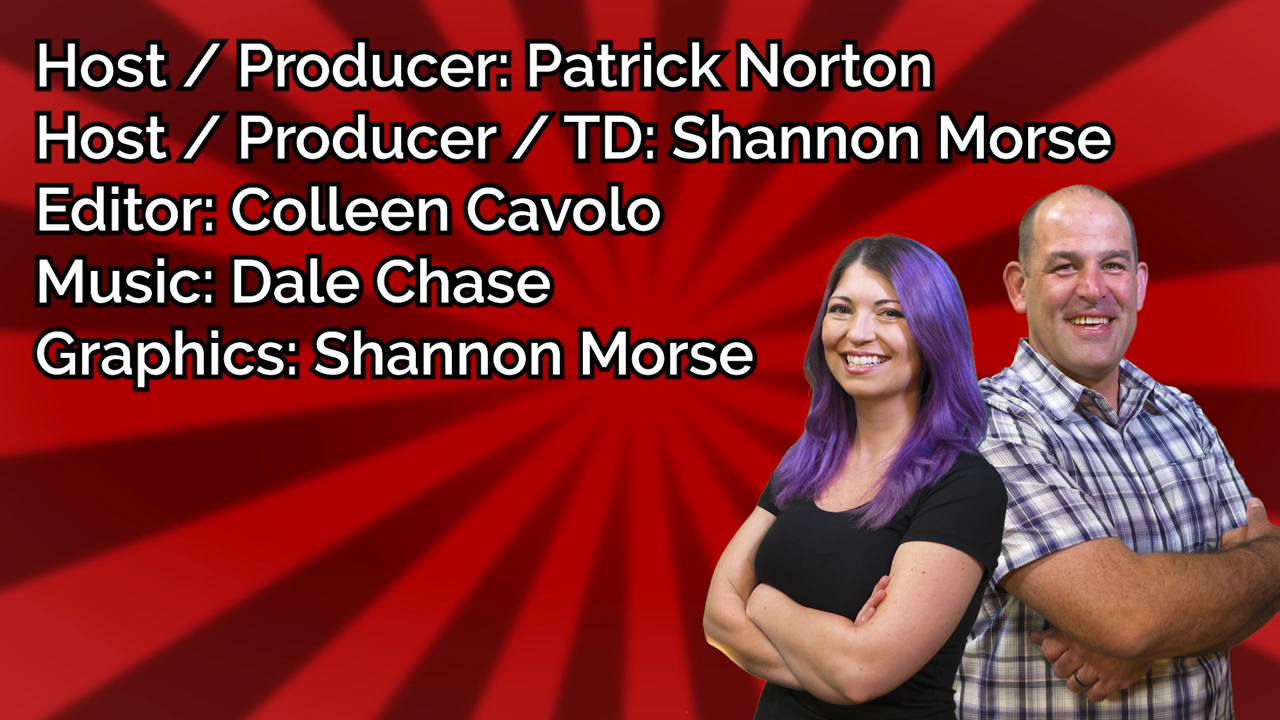 Host / Producer: Patrick Norton
Host / Producer / TD: Shannon Morse
Editor: Colleen Cavolo
Music: Dale Chase
Graphics: Shannon Morse